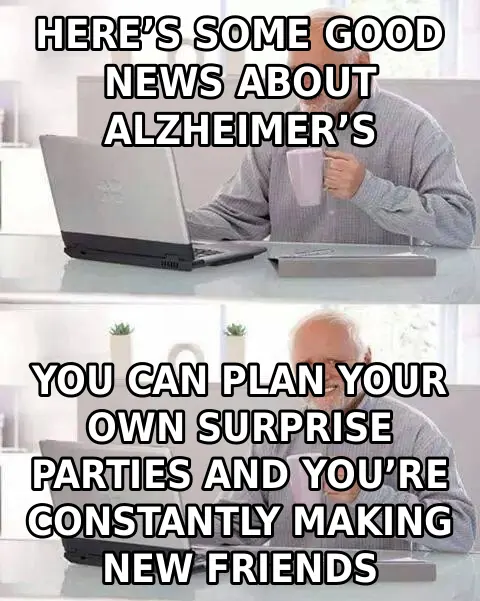 HERE’S SOME GOOD
NEWS ABOUT
ALZHEIMER’S
YOU CAN PLAN YOUR
OWN SURPRISE
PARTIES AND YOU’RE
CONSTANTLY MAKING
NEW FRIENDS